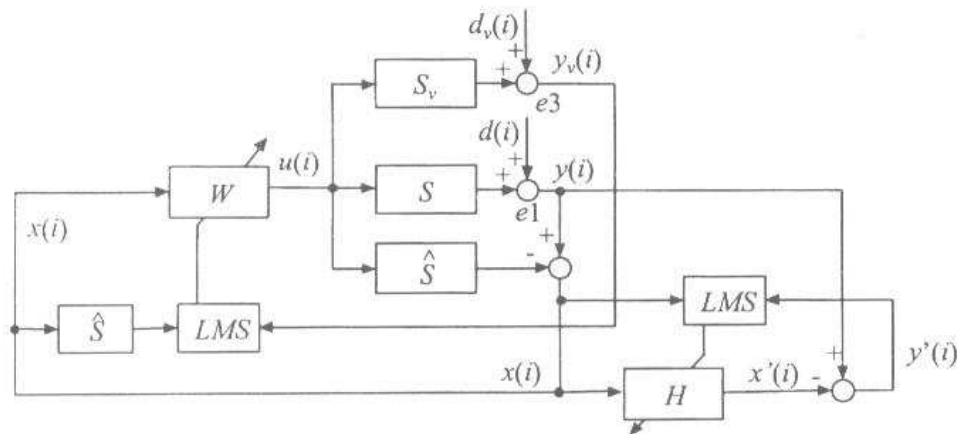 d_v(i)
+
+
y_v(i)
S_v
e3
d(i)
+
u(i)
+
y(i)
W
S
e1
x(i)
+
Ŝ
-
LMS
Ŝ
LMS
+
y'(i)
x(i)
x'(i)
-
H